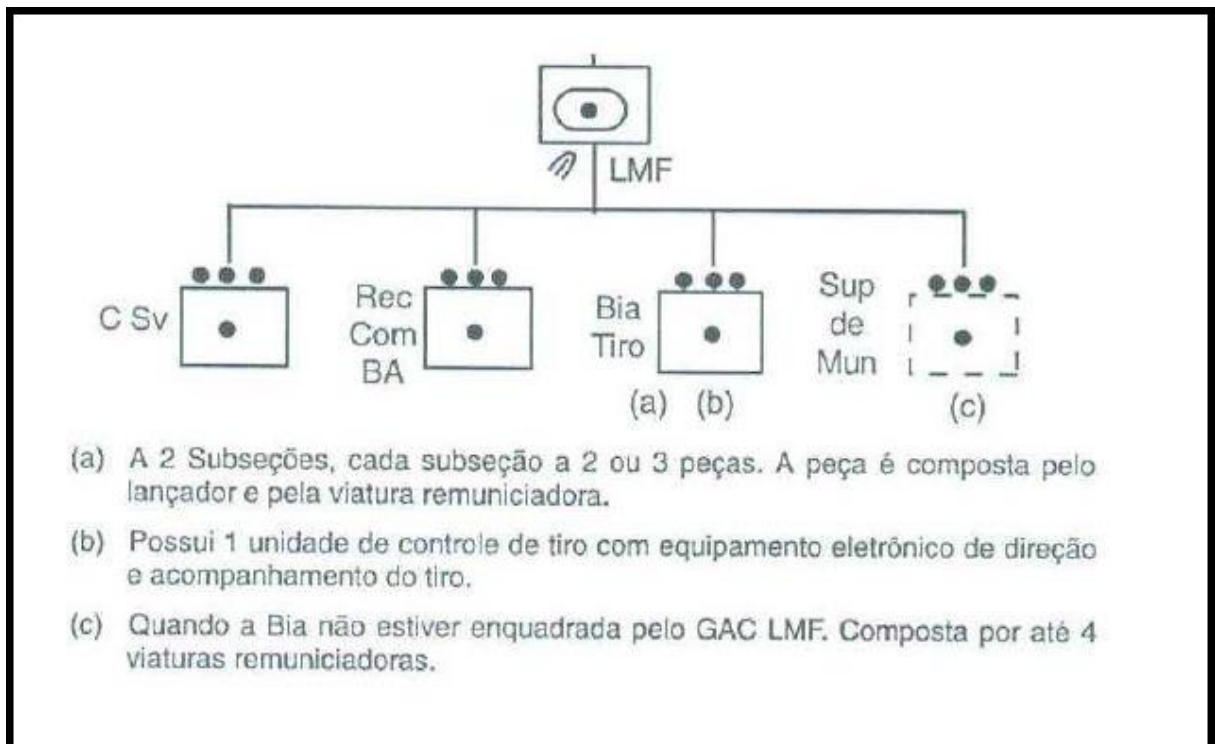 LMF
C Sv
Rec
Com
BA
Bia
Tiro
(a) (b)
Sup
de
Mun
(c)
(a) A 2 Subseções, cada subseção a 2 ou 3 peças. A peça é composta pelo
lançador e pela viatura remuniciadora.
(b) Possui 1 unidade de controle de tiro com equipamento eletrônico de direção
e acompanhamento do tiro.
(c) Quando a Bia não estiver enquadrada pelo GAC LMF. Composta por até 4
viaturas remuniciadoras.